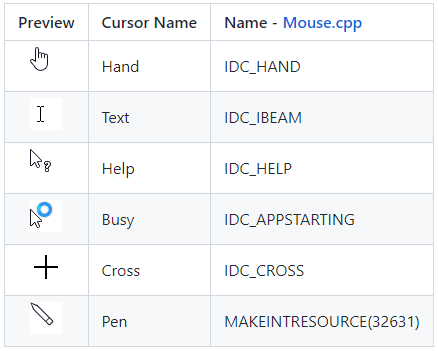 Preview Cursor Name Name - Mouse.cpp
Hand IDC_HAND
Text IDC_IBEAM
Help IDC_HELP
Busy IDC_APPSTARTING
Cross IDC_CROSS
Pen MAKEINTRESOURCE(32631)